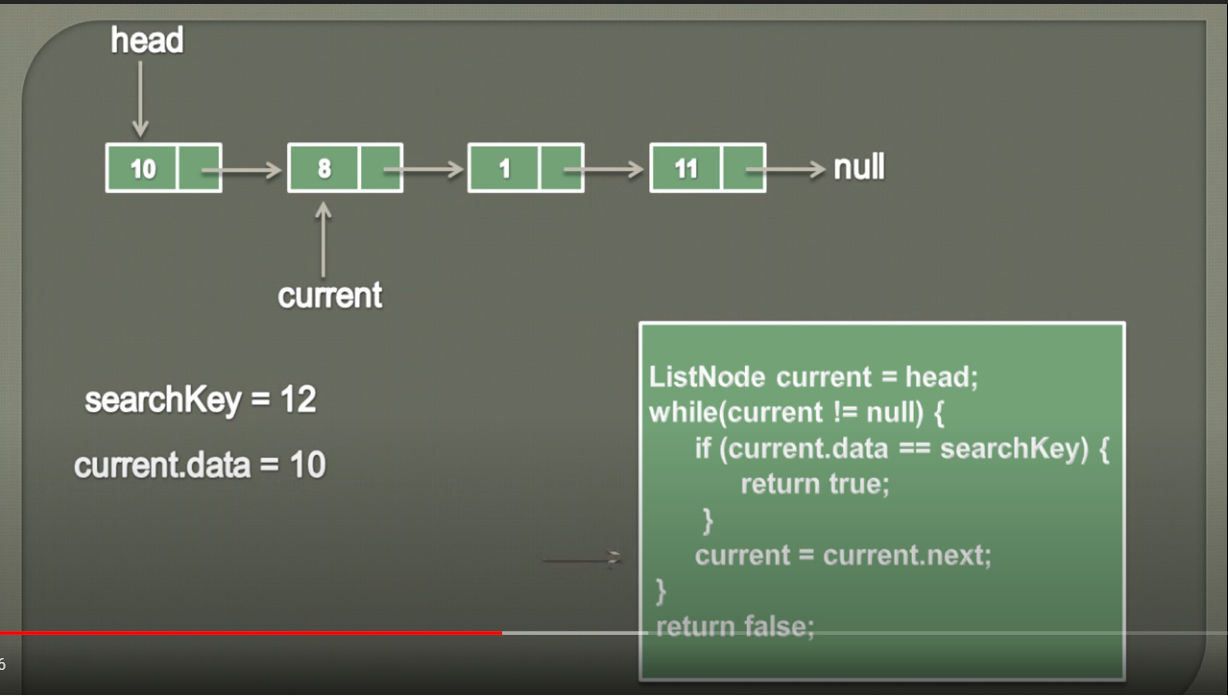 head
10 8 1 11 null
current
searchKey = 12
current.data = 10
ListNode current = head;
while(current != null) {
if (current.data == searchKey) {
return true;
}
current = current.next;
}
return false;
6